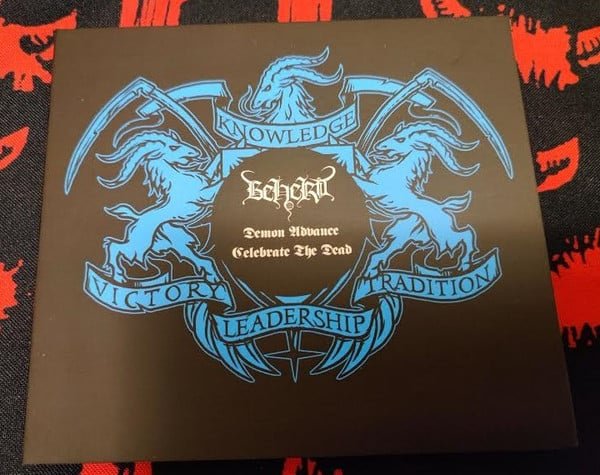 KNOWLEDGE
Beherit
Demon Advance
Celebrate The Dead
VICTORY
TRADITION
LEADERSHIP